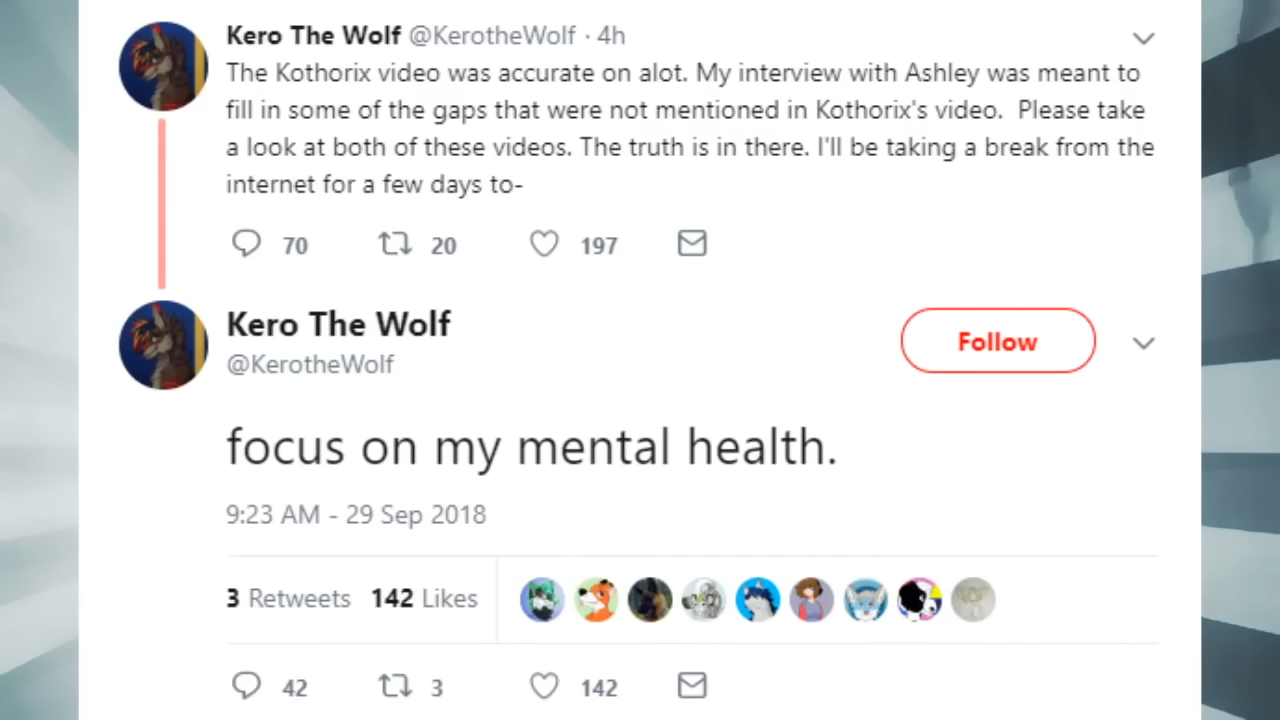 Kero The Wolf @KerotheWolf · 4h
The Kothorix video was accurate on alot. My interview with Ashley was meant to
fill in some of the gaps that were not mentioned in Kothorix's video.  Please take
a look at both of these videos. The truth is in there. I'll be taking a break from the
internet for a few days to-
70 20 197
Kero The Wolf
@KerotheWolf
Follow
focus on my mental health.
9:23 AM - 29 Sep 2018
3 Retweets 142 Likes
42 3 142